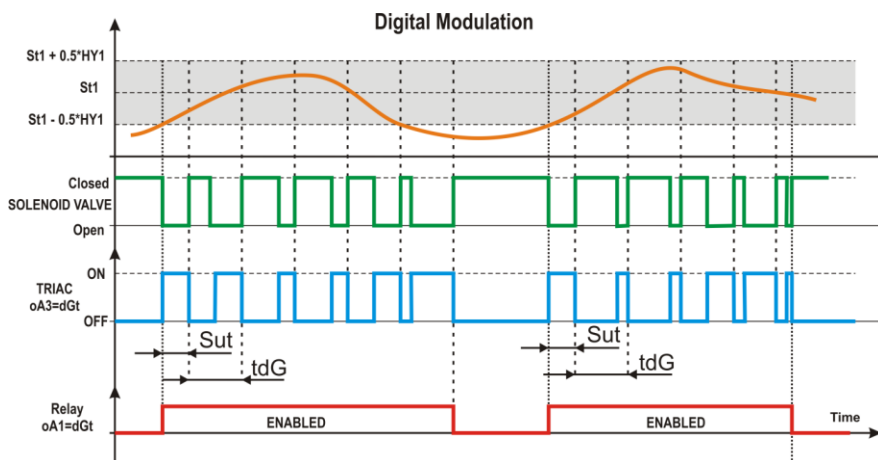 Digital Modulation
St1 + 0.5*HY1
St1
St1 - 0.5*HY1
Closed
SOLENOID VALVE
Open
ON
TRIAC
oA3=dGt
OFF
Sut
Sut
tdG
tdG
Relay
oA1=dGt
ENABLED
ENABLED
Time